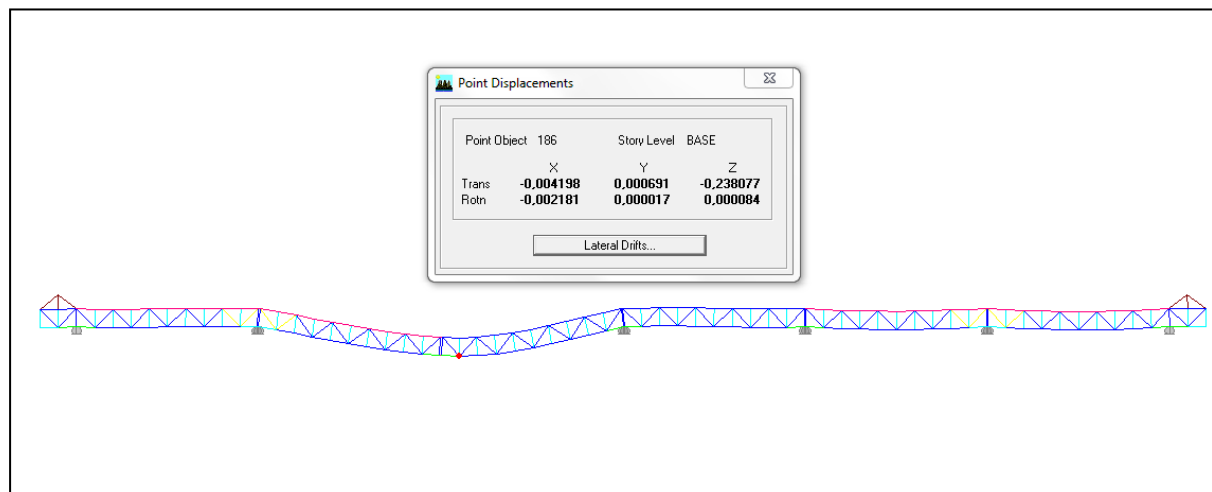 Point Displacements
Point Object 186 Story Level BASE
X Y Z
Trans -0,004198 0,000691 -0,238077
Rotn -0,002181 0,000017 0,000084
Lateral Drifts...